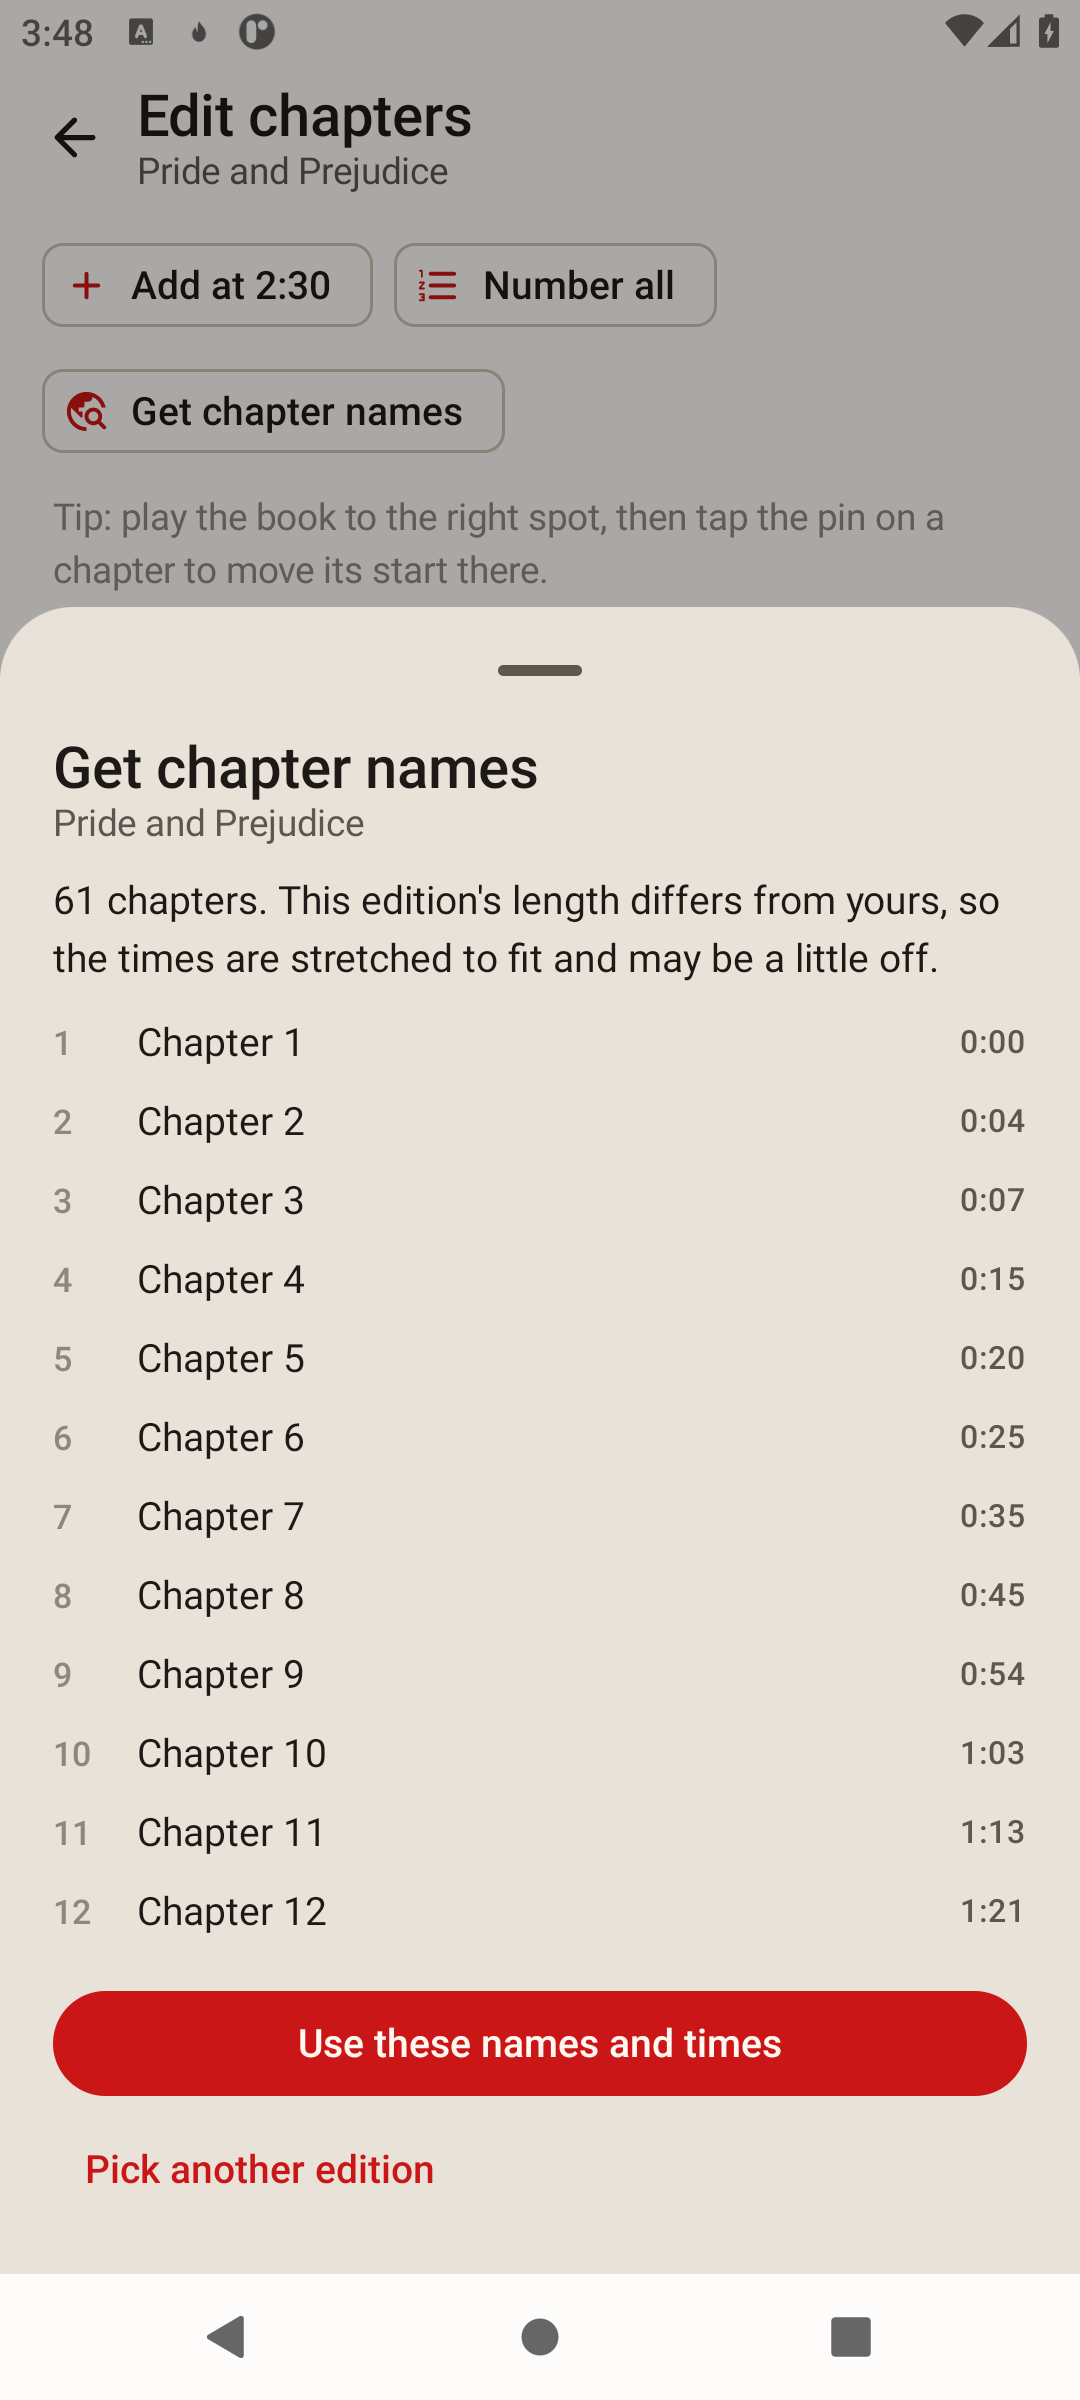 3:48
Edit chapters
Pride and Prejudice
Add at 2:30
Number all
Get chapter names
Tip: play the book to the right spot, then tap the pin on a
chapter to move its start there.
Get chapter names
Pride and Prejudice
61 chapters. This edition's length differs from yours, so
the times are stretched to fit and may be a little off.
1 Chapter 1 0:00
2 Chapter 2 0:04
3 Chapter 3 0:07
4 Chapter 4 0:15
5 Chapter 5 0:20
6 Chapter 6 0:25
7 Chapter 7 0:35
8 Chapter 8 0:45
9 Chapter 9 0:54
10 Chapter 10 1:03
11 Chapter 11 1:13
12 Chapter 12 1:21
Use these names and times
Pick another edition